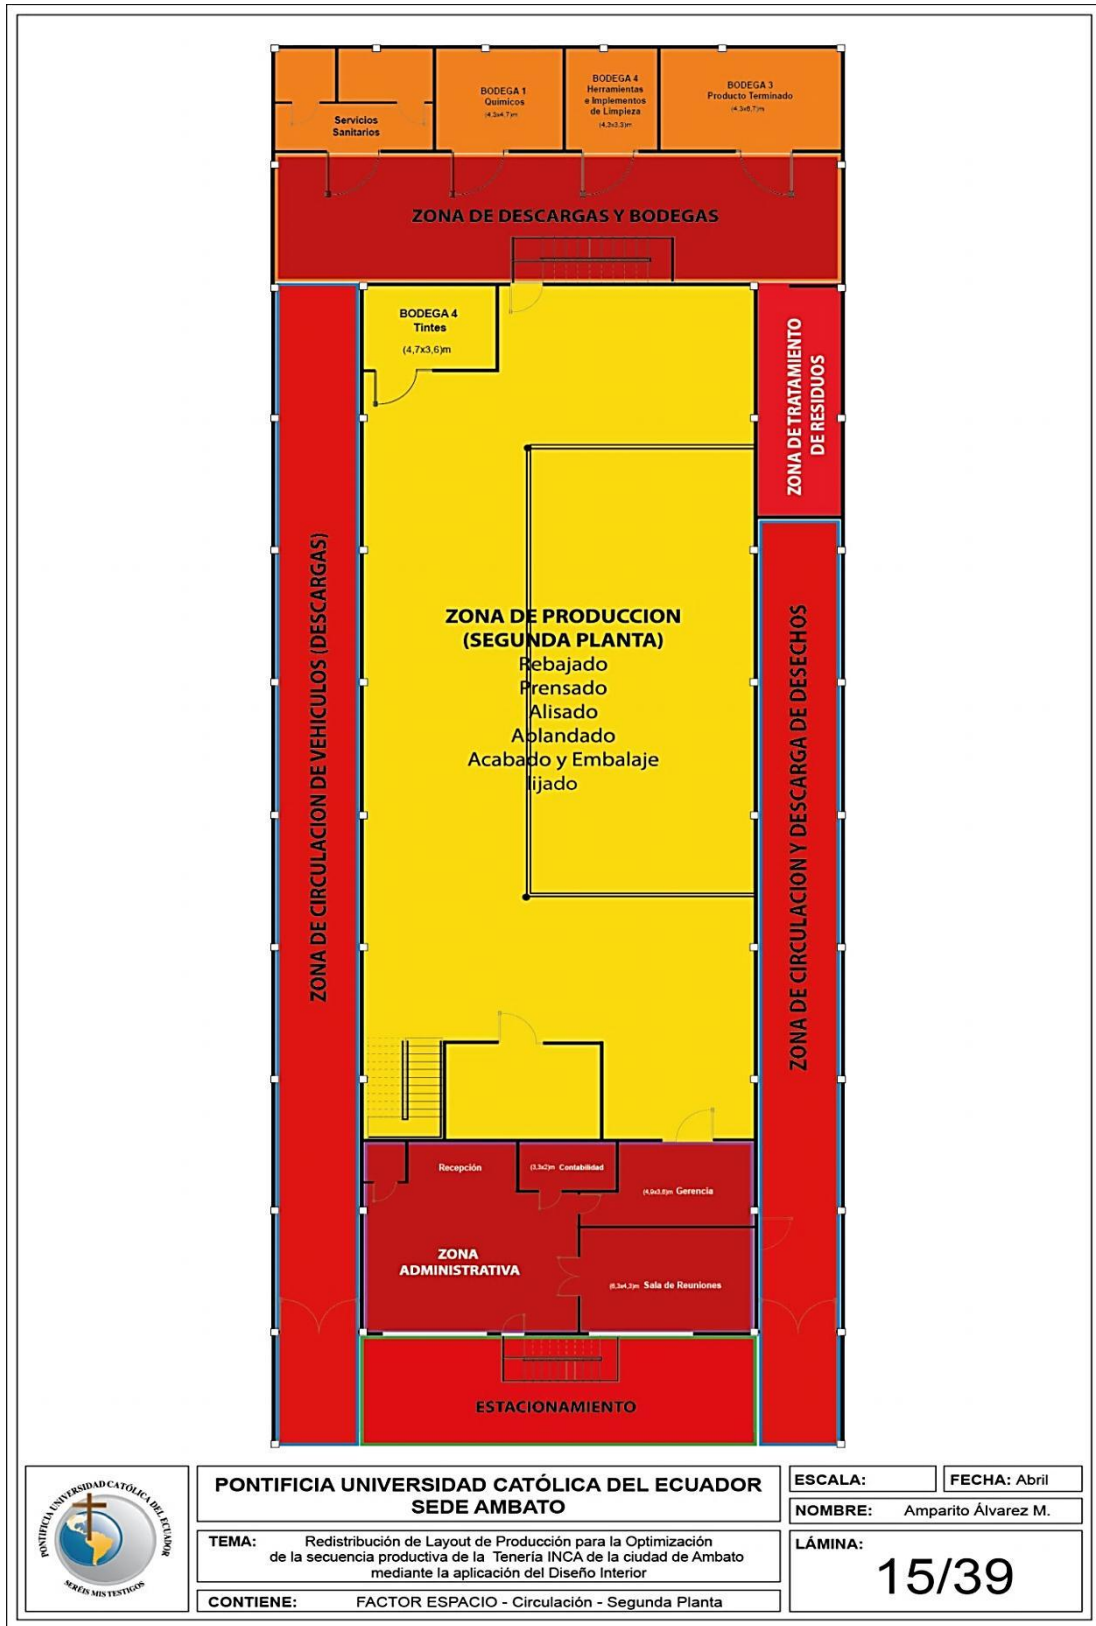 BODEGA 1
Químicos
(4,3x4,7)m
BODEGA 4
Herramientas
e Implementos
de Limpieza
(4,3x3,3)m
BODEGA 3
Producto Terminado
(4,3x6,7)m
Servicios
Sanitarios
ZONA DE DESCARGAS Y BODEGAS
BODEGA 4
Tintes
(4,7x3,6)m
ZONA DE TRATAMIENTO
DE RESIDUOS
ZONA DE CIRCULACION DE VEHICULOS (DESCARGAS)
ZONA DE PRODUCCION
(SEGUNDA PLANTA)
Rebajado
Prensado
Alisado
Ablandado
Acabado y Embalaje
lijado
ZONA DE CIRCULACION Y DESCARGA DE DESECHOS
Recepción
(3,3x2)m Contabilidad
(4,9x3,8)m Gerencia
ZONA
ADMINISTRATIVA
(6,3x4,3)m Sala de Reuniones
ESTACIONAMIENTO
PONTIFICIA UNIVERSIDAD CATÓLICA DEL ECUADOR
SERÉIS MIS TESTIGOS
PONTIFICIA UNIVERSIDAD CATÓLICA DEL ECUADOR
SEDE AMBATO
TEMA: Redistribución de Layout de Producción para la Optimización
de la secuencia productiva de la Tenería INCA de la ciudad de Ambato
mediante la aplicación del Diseño Interior
CONTIENE: FACTOR ESPACIO - Circulación - Segunda Planta
ESCALA:
FECHA: Abril
NOMBRE: Amparito Álvarez M.
LÁMINA:
15/39